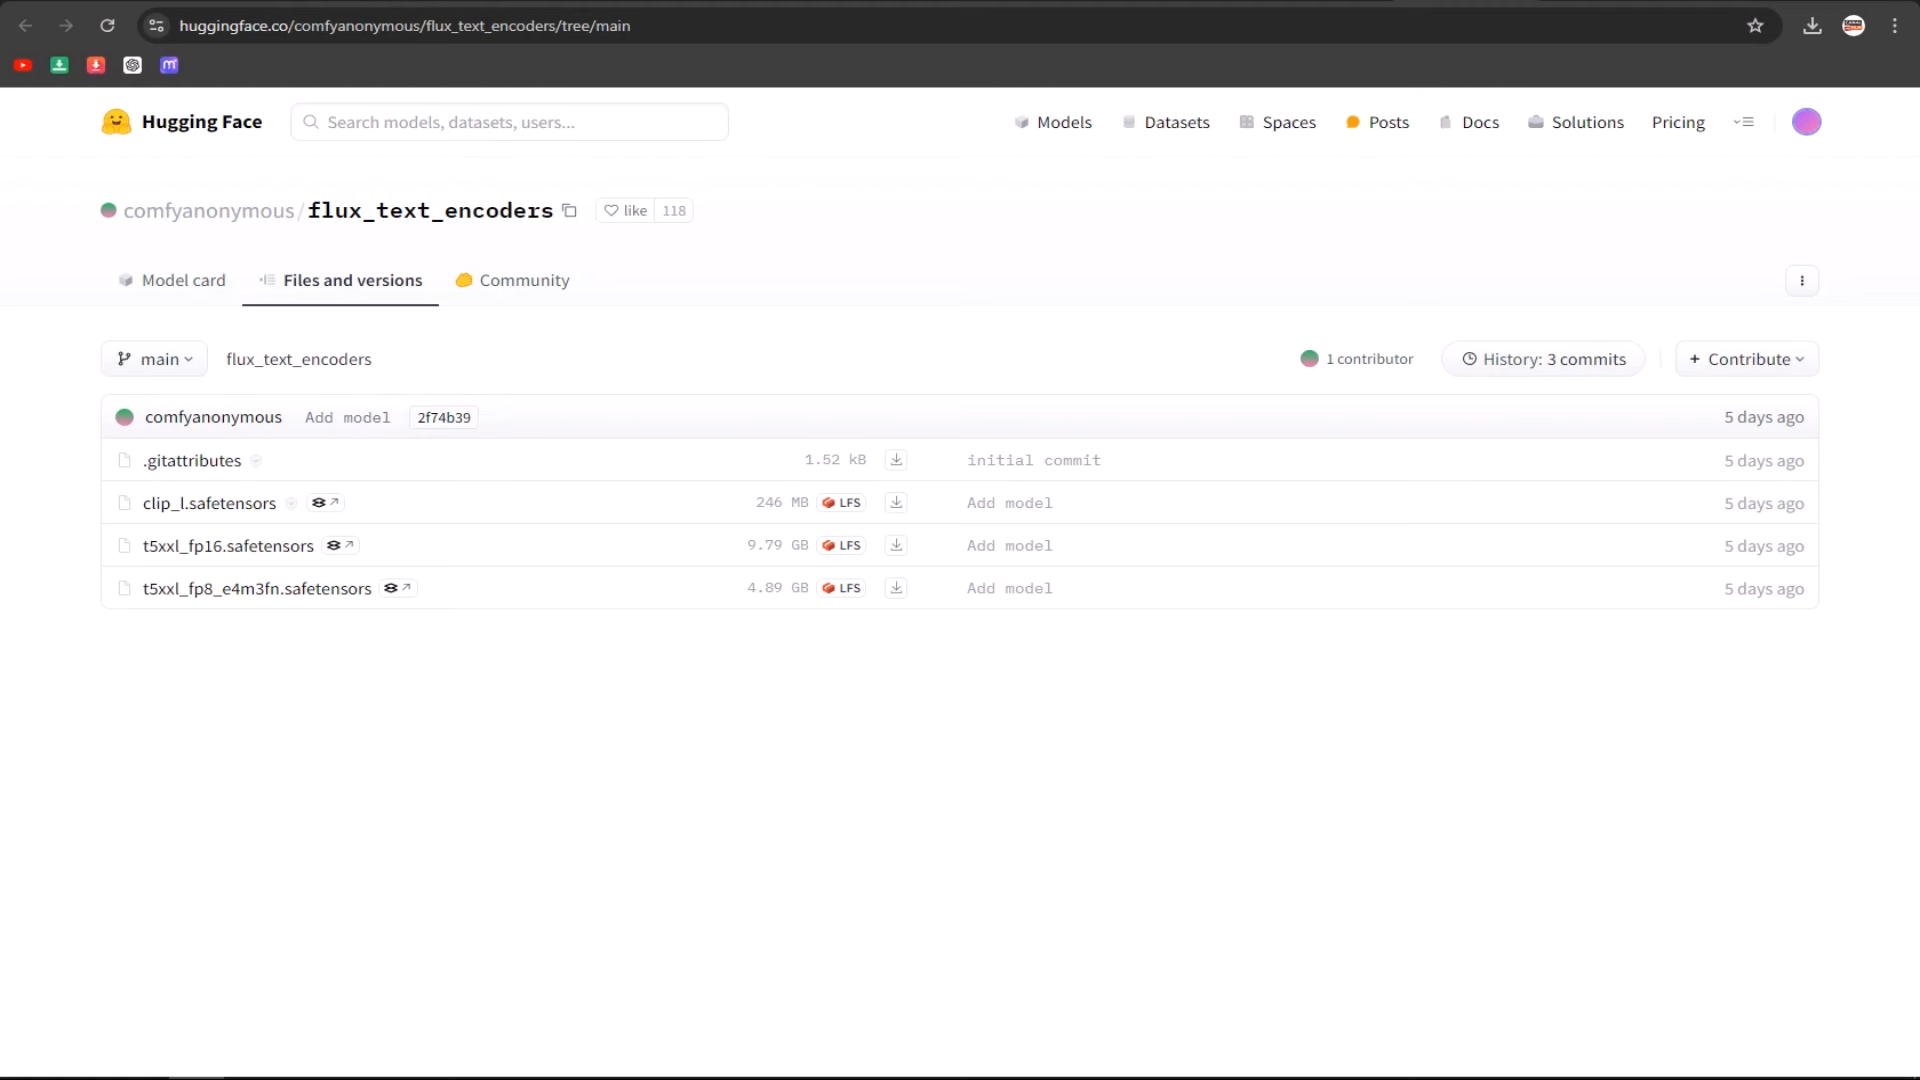 huggingface.co/comfyanonymous/flux_text_encoders/tree/main
Hugging Face
Search models, datasets, users...
Models
Datasets
Spaces
Posts
Docs
Solutions
Pricing
comfyanonymous/flux_text_encoders
like 118
Model card
Files and versions
Community
main
flux_text_encoders
1 contributor
History: 3 commits
+ Contribute
comfyanonymous Add model 2f74b39 5 days ago
.gitattributes 1.52 kB initial commit 5 days ago
clip_l.safetensors 246 MB LFS Add model 5 days ago
t5xxl_fp16.safetensors 9.79 GB LFS Add model 5 days ago
t5xxl_fp8_e4m3fn.safetensors 4.89 GB LFS Add model 5 days ago